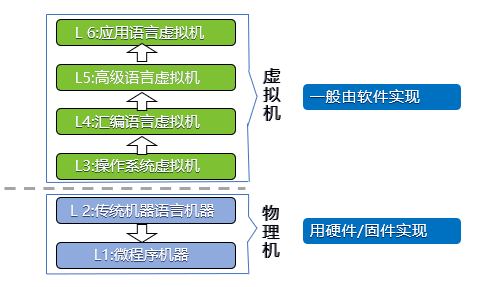 L 6:应用语言虚拟机
L5:高级语言虚拟机
L4:汇编语言虚拟机
L3:操作系统虚拟机
虚拟机
一般由软件实现
L 2:传统机器语言机器
L1:微程序机器
物理机
用硬件/固件实现